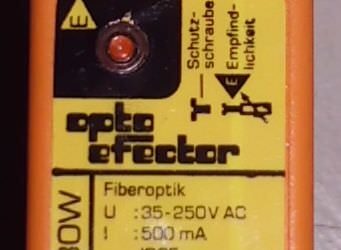 E
Schutz-
schraube
E Empfind-
lichkeit
opto
efector
Fiberoptik
U : 35-250V AC
I : 500 mA